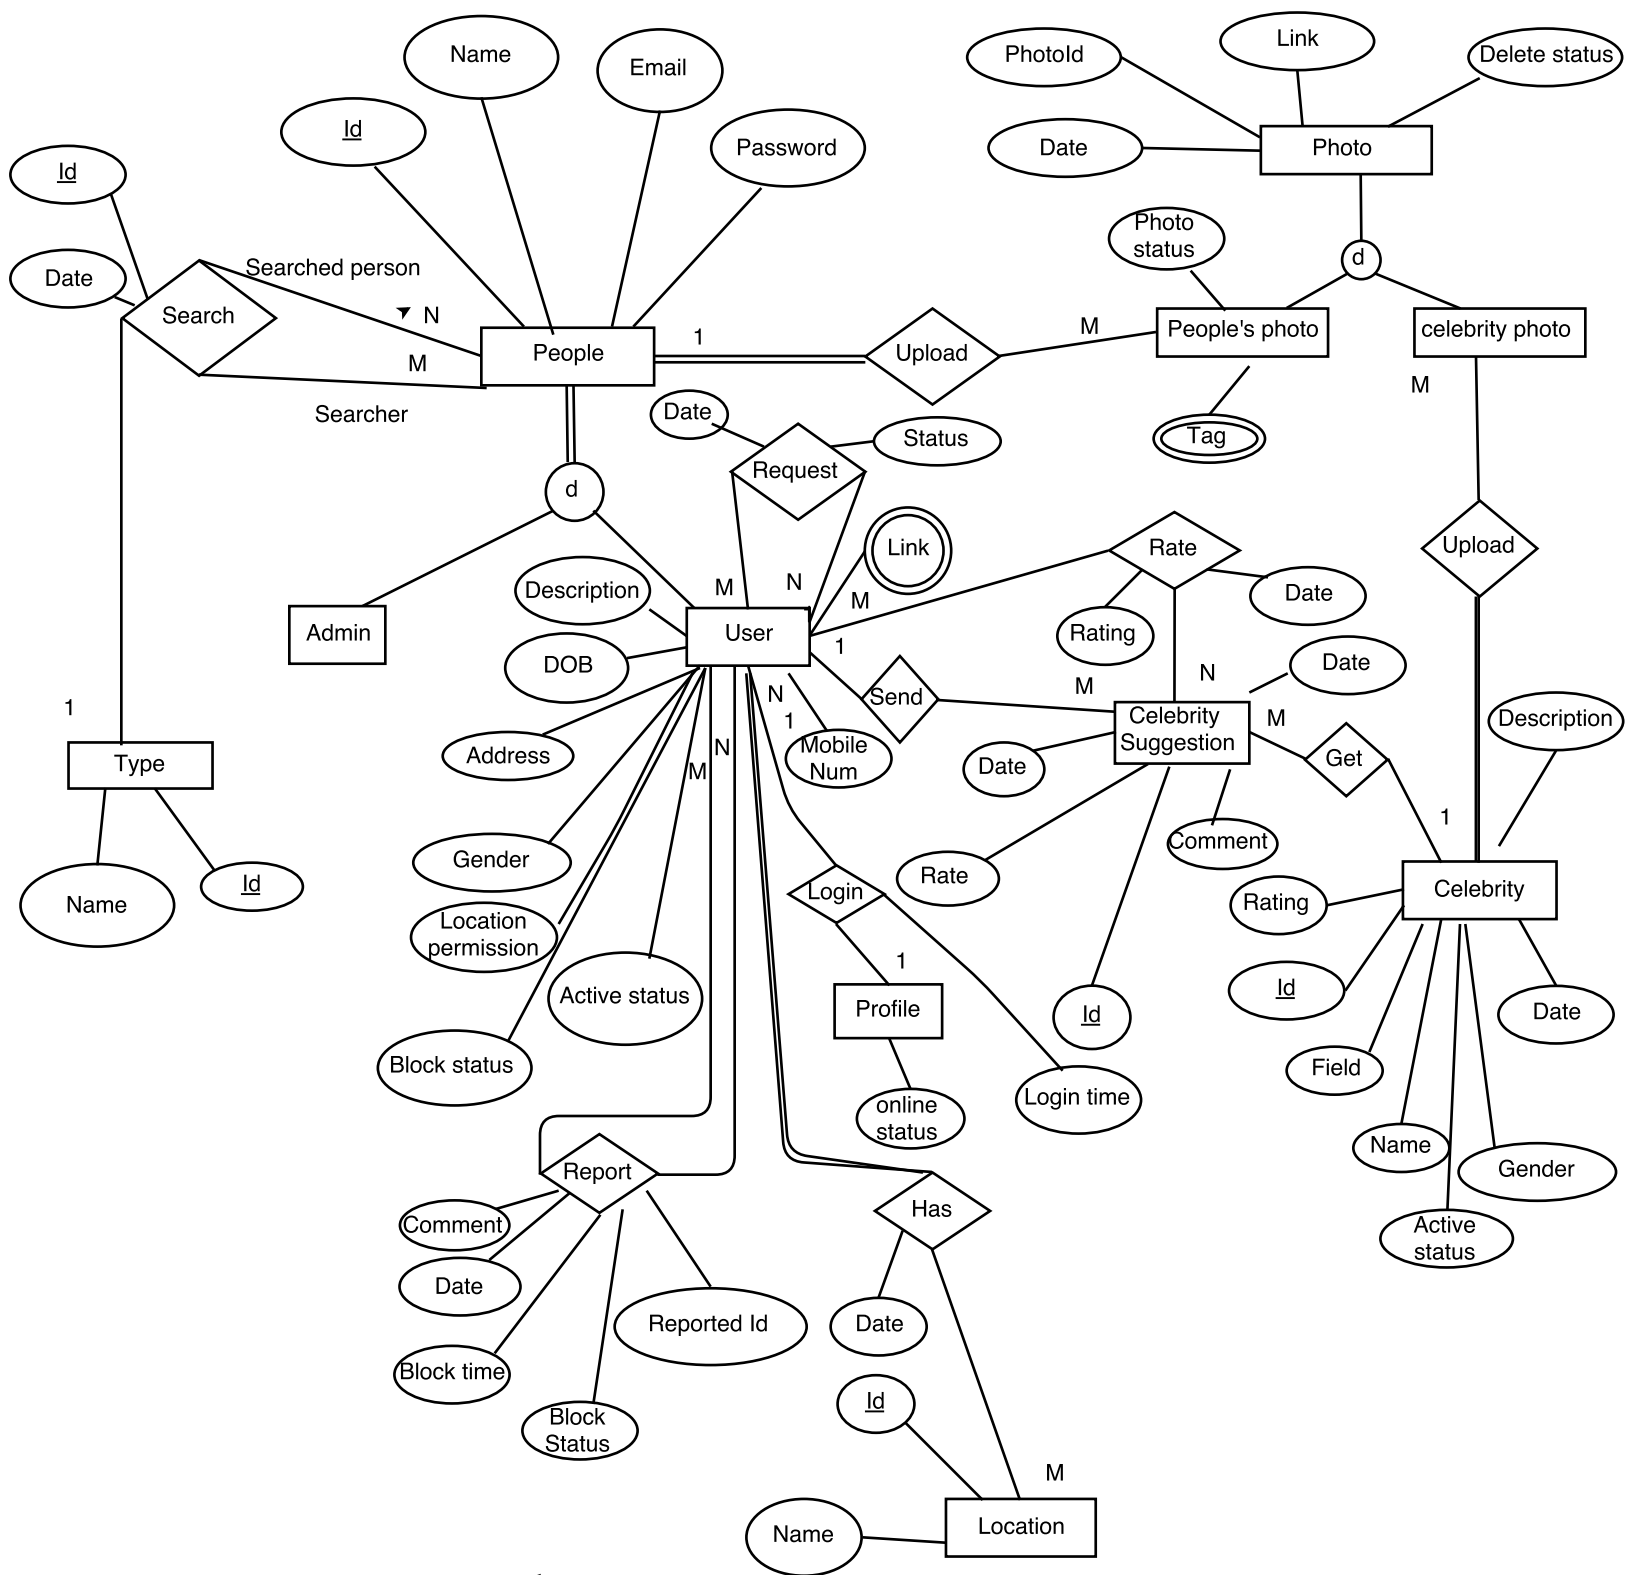 Name
Email
Id
Password
PhotoId
Link
Delete status
Date
Photo
Id
Date
Search
Searched person
N
M
Searcher
People
1
Upload
M
Photo
status
d
People's photo
celebrity photo
M
Tag
Date
Status
Request
d
Link
Description
M
N
M
Rate
Upload
Admin
User
1
DOB
Rating
Date
Date
N
M
Send
M
Celebrity
Suggestion
M
Get
Description
1
Type
Address
N
1
N
M
Mobile
Num
Date
Comment
1
Name
Id
Gender
Location
permission
Login
Rate
Rating
Celebrity
Active status
1
Profile
Id
Id
Date
Block status
online
status
Login time
Field
Name
Gender
Active
status
Report
Comment
Date
Block time
Block
Status
Reported Id
Has
Date
Id
M
Name
Location